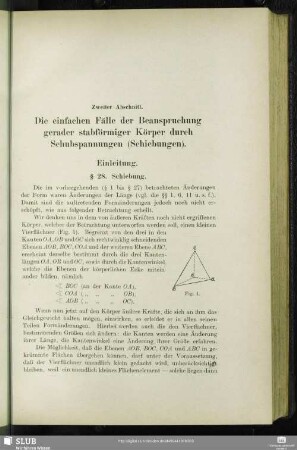 Zweiter Abschnitt.
Die einfachen Fälle der Beanspruchung
gerader stabförmiger Körper durch
Schubspannungen (Schiebungen).
Einleitung.
§ 28. Schiebung.
Die im vorhergehenden (§ 1 bis § 27) betrachteten Änderungen
der Form waren Änderungen der Länge (vgl. die §§ 1, 6, 11 u. s. f.).
Damit sind die auftretenden Formänderungen jedoch noch nicht er-
schöpft, wie aus folgender Betrachtung erhellt.
Wir denken uns in dem von äußeren Kräften noch nicht ergriffenen
Körper, welcher der Betrachtung unterworfen werden soll, einen kleinen
Vierflächner (Fig. 1). Begrenzt von den drei in den
Kanten OA, OB und OC sich rechtwinklig schneidenden
Ebenen AOB, BOC, COA und der weiteren Ebene ABC,
erscheint derselbe bestimmt durch die drei Kanten-
längen OA, OB und OC, sowie durch die Kantenwinkel,
welche die Ebenen der körperlichen Ecke mitein-
ander bilden, nämlich
∢ BOC (an der Kante OA),
∢ COA ( „ „ „ OB),
∢ AOB ( „ „ „ OC).
Fig. 1.
Wenn nun jetzt auf den Körper äußere Kräfte, die sich an ihm das
Gleichgewicht halten mögen, einwirken, so erleidet er in allen seinen
Teilen Formänderungen. Hierbei werden auch die den Vierflächner,
bestimmenden Größen sich ändern: die Kanten werden eine Änderung
ihrer Länge, die Kantenwinkel eine Änderung ihrer Größe erfahren.
Die Möglichkeit, daß die Ebenen AOB, BOC, COA und ABC in ge-
krümmte Flächen übergehen können, darf unter der Voraussetzung,
daß der Vierflächner unendlich klein gedacht wird, unberücksichtigt
bleiben, weil ein unendlich kleines Flächenelement – solche liegen dann
SLUB